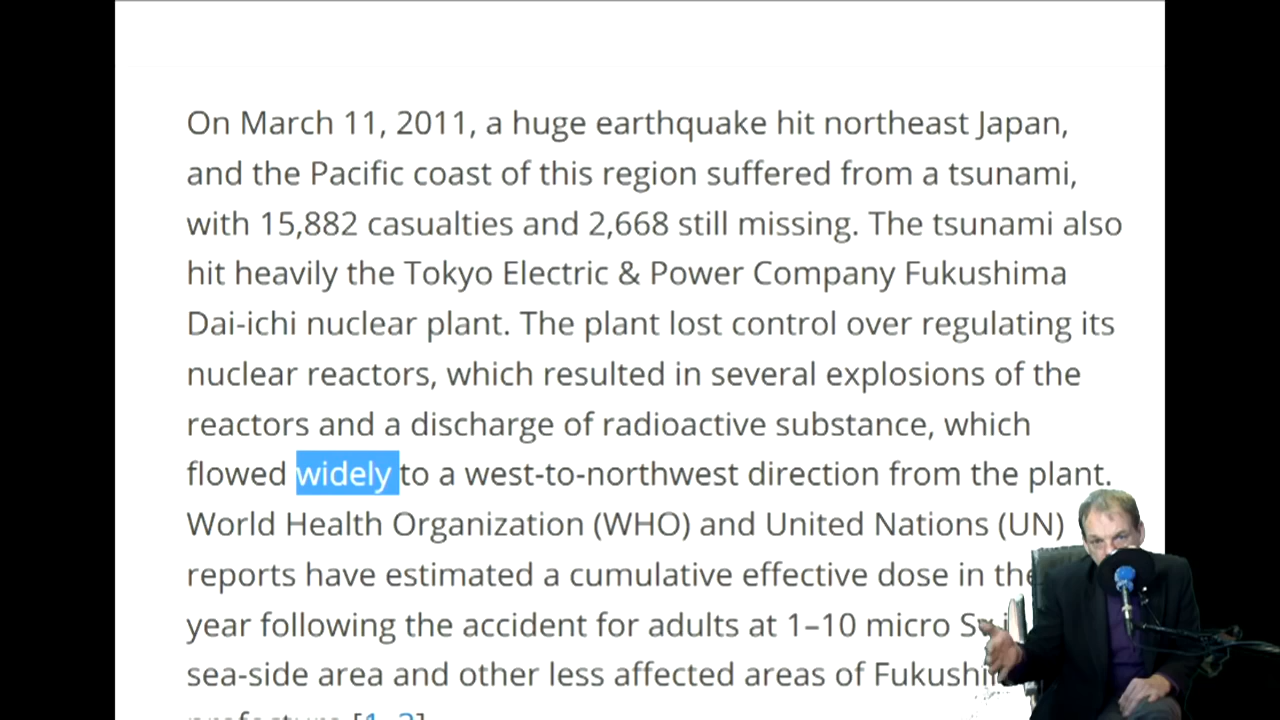 On March 11, 2011, a huge earthquake hit northeast Japan,
and the Pacific coast of this region suffered from a tsunami,
with 15,882 casualties and 2,668 still missing. The tsunami also
hit heavily the Tokyo Electric & Power Company Fukushima
Dai-ichi nuclear plant. The plant lost control over regulating its
nuclear reactors, which resulted in several explosions of the
reactors and a discharge of radioactive substance, which
flowed widely to a west-to-northwest direction from the plant.
World Health Organization (WHO) and United Nations (UN)
reports have estimated a cumulative effective dose in the
year following the accident for adults at 1–10 micro
sea-side area and other less affected areas of